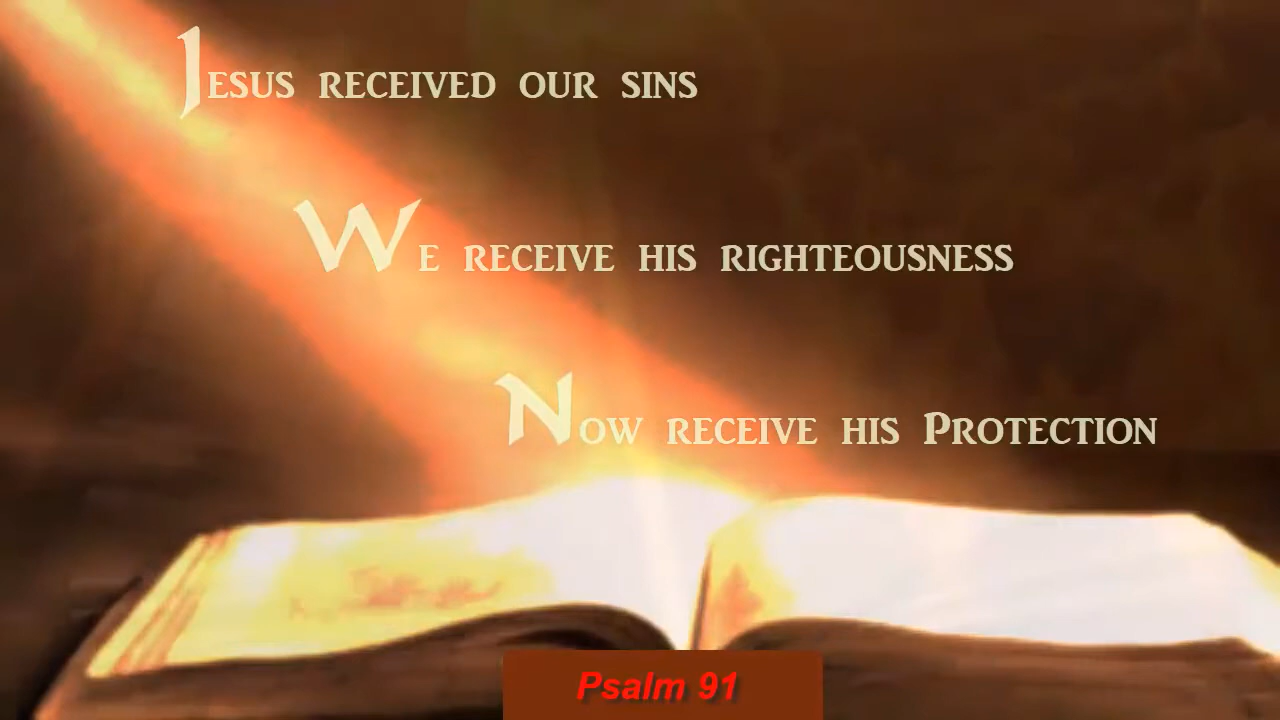 Jesus received our sins
We receive his righteousness
Now receive his Protection
Psalm 91